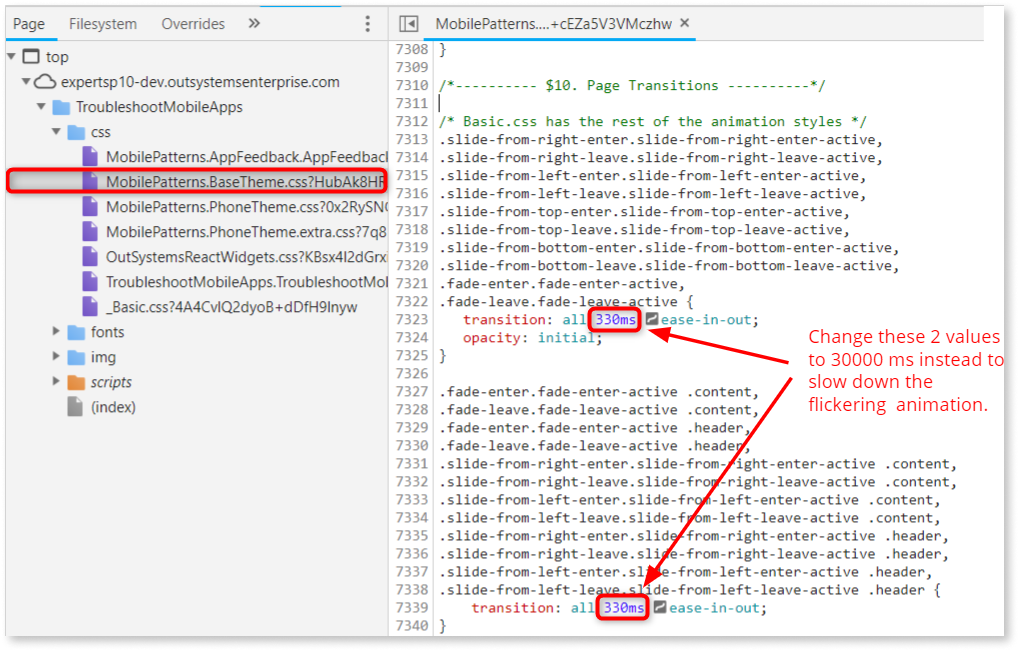 Page Filesystem Overrides »
top
expertsp10-dev.outsystemsenterprise.com
TroubleshootMobileApps
css
MobilePatterns.AppFeedback.AppFeedbac
MobilePatterns.BaseTheme.css?HubAk8HF
MobilePatterns.PhoneTheme.css?0x2RySN
MobilePatterns.PhoneTheme.extra.css?7q8
OutSystemsReactWidgets.css?KBsx4I2dGrx
TroubleshootMobileApps.TroubleshootMo
_Basic.css?4A4CvlQ2dyoB+dDfH9Inyw
fonts
img
scripts
(index)
MobilePatterns....+cEZa5V3VMczhw ×
7308 }
7309
7310 /*---------- $10. Page Transitions ----------*/
7311
7312 /* Basic.css has the rest of the animation styles */
7313 .slide-from-right-enter.slide-from-right-enter-active,
7314 .slide-from-right-leave.slide-from-right-leave-active,
7315 .slide-from-left-enter.slide-from-left-enter-active,
7316 .slide-from-left-leave.slide-from-left-leave-active,
7317 .slide-from-top-enter.slide-from-top-enter-active,
7318 .slide-from-top-leave.slide-from-top-leave-active,
7319 .slide-from-bottom-enter.slide-from-bottom-enter-active,
7320 .slide-from-bottom-leave.slide-from-bottom-leave-active,
7321 .fade-enter.fade-enter-active,
7322 .fade-leave.fade-leave-active {
7323 transition: all 330ms ease-in-out;
7324 opacity: initial;
7325 }
7326
7327 .fade-enter.fade-enter-active .content,
7328 .fade-leave.fade-leave-active .content,
7329 .fade-enter.fade-enter-active .header,
7330 .fade-leave.fade-leave-active .header,
7331 .slide-from-right-enter.slide-from-right-enter-active .content,
7332 .slide-from-right-leave.slide-from-right-leave-active .content,
7333 .slide-from-left-enter.slide-from-left-enter-active .content,
7334 .slide-from-left-leave.slide-from-left-leave-active .content,
7335 .slide-from-right-enter.slide-from-right-enter-active .header,
7336 .slide-from-right-leave.slide-from-right-leave-active .header,
7337 .slide-from-left-enter.slide-from-left-enter-active .header,
7338 .slide-from-left-leave.slide-from-left-leave-active .header {
7339 transition: all 330ms ease-in-out;
7340 }
Change these 2 values
to 30000 ms instead to
slow down the
flickering animation.